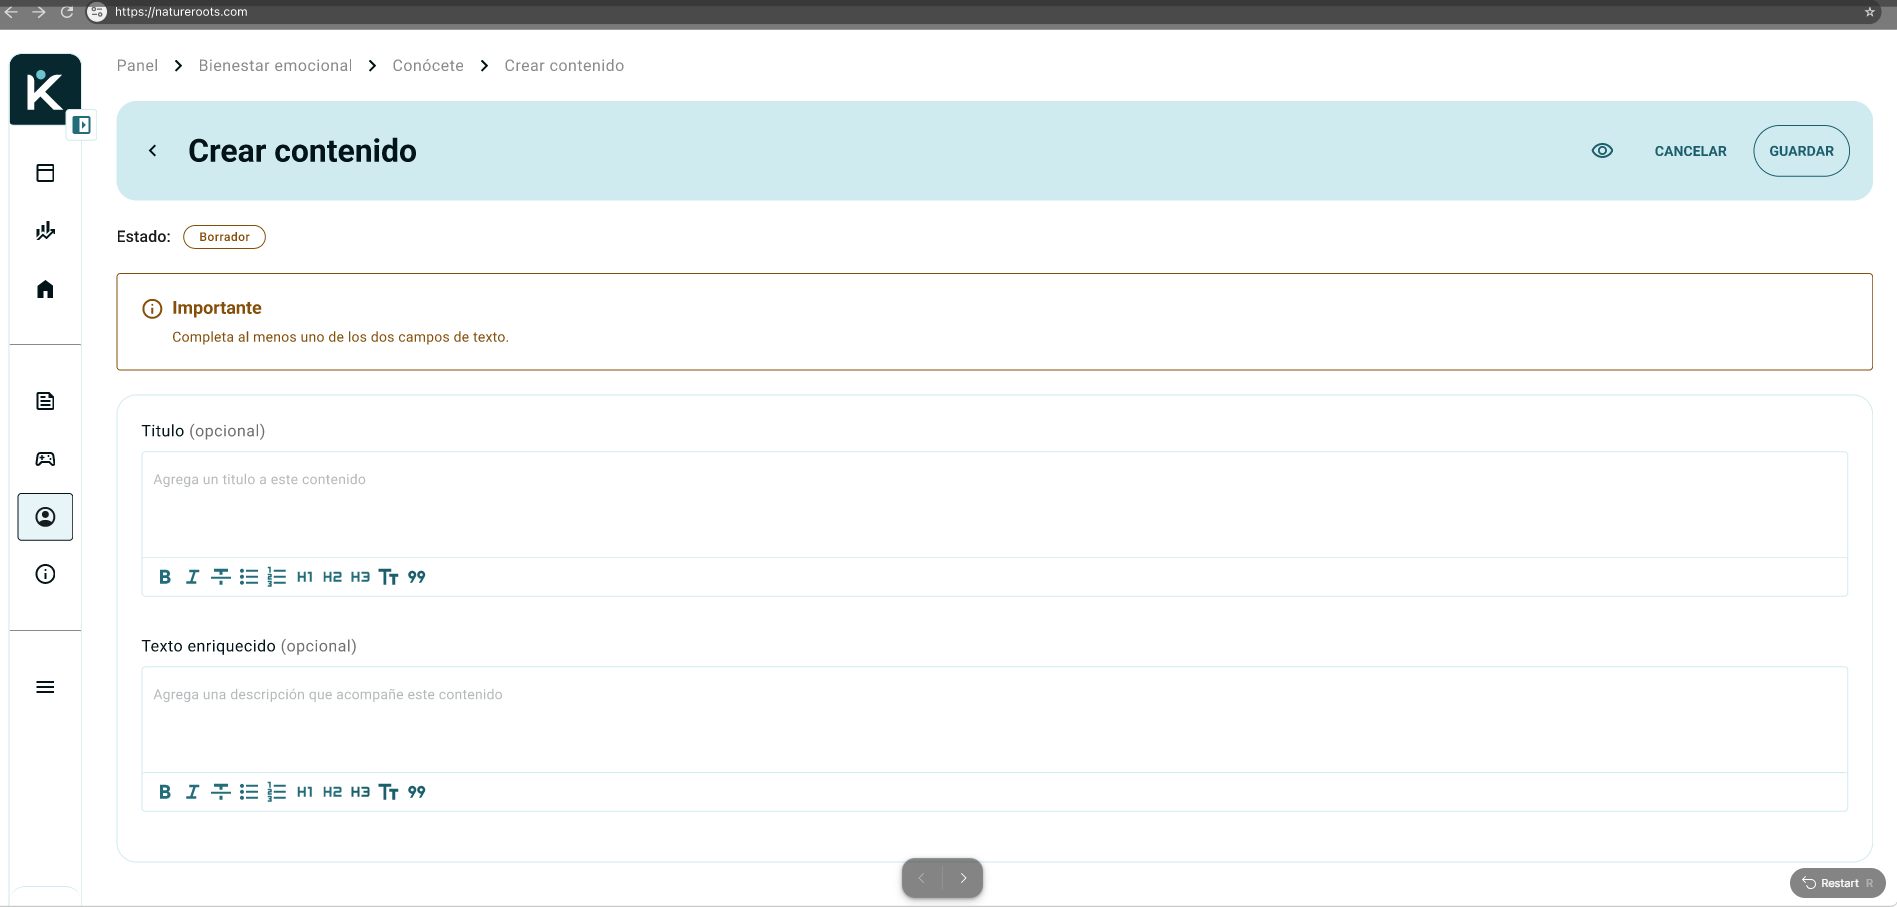 https://natureroots.com
Panel Bienestar emocional Conócete Crear contenido
K
Crear contenido
CANCELAR GUARDAR
Estado: Borrador
Importante
Completa al menos uno de los dos campos de texto.
Titulo (opcional)
Agrega un titulo a este contenido
B I T H1 H2 H3 TT 99
Texto enriquecido (opcional)
Agrega una descripción que acompañe este contenido
B I T H1 H2 H3 TT 99
Restart R